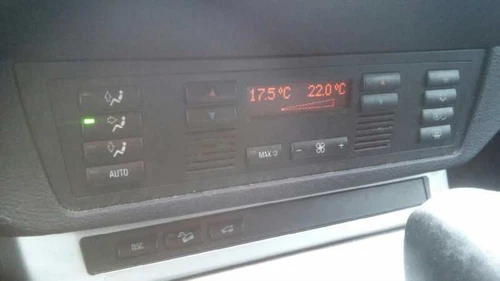 17.5°C 22.0°C
MAX
- +
AUTO
DSC